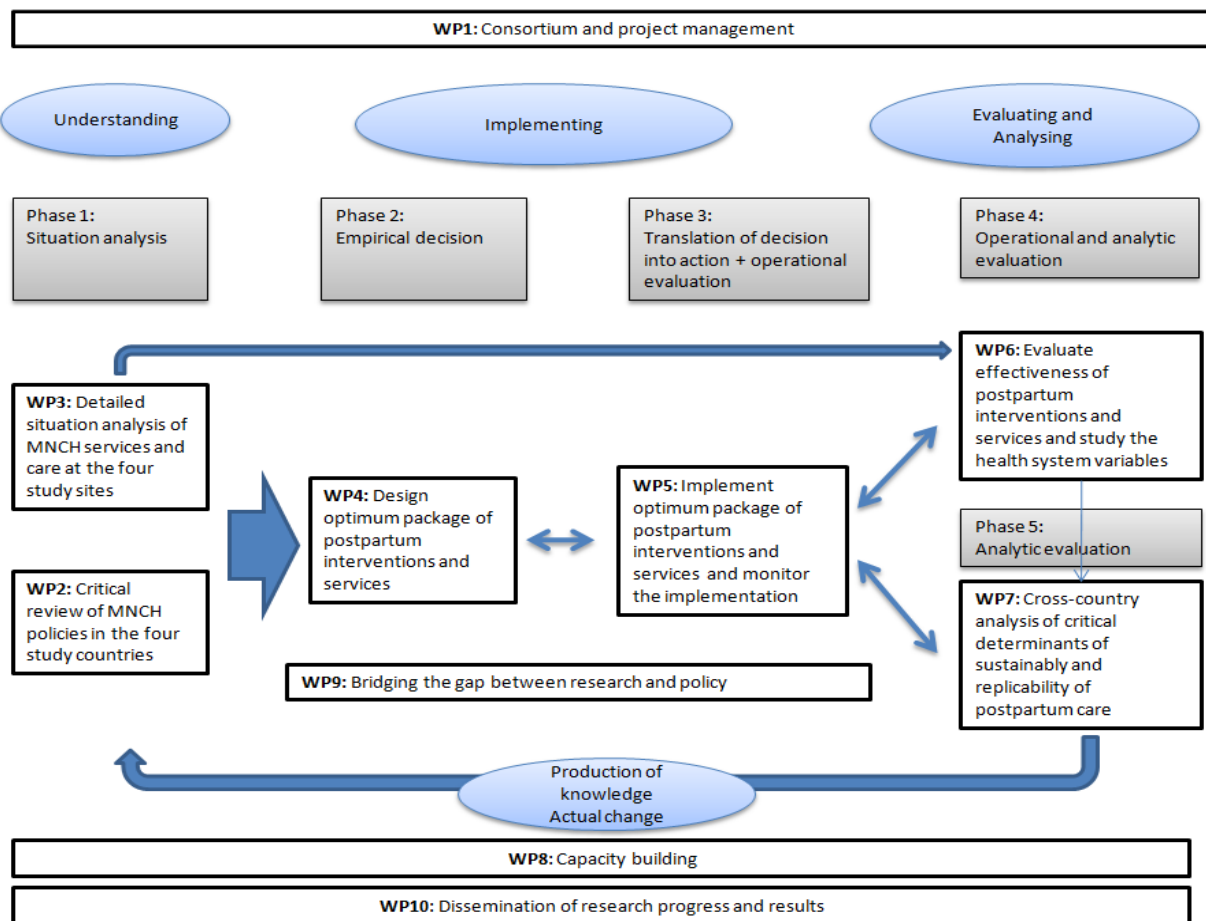 WP1: Consortium and project management
Understanding
Implementing
Evaluating and
Analysing
Phase 1:
Situation analysis
Phase 2:
Empirical decision
Phase 3:
Translation of decision
into action + operational
evaluation
Phase 4:
Operational and analytic
evaluation
WP3: Detailed
situation analysis of
MNCH services and
care at the four
study sites
WP2: Critical
review of MNCH
policies in the four
study countries
WP4: Design
optimum package of
postpartum
interventions and
services
WP5: Implement
optimum package of
postpartum
interventions and
services and monitor
the implementation
WP6: Evaluate
effectiveness of
postpartum
interventions and
services and study the
health system variables
Phase 5:
Analytic evaluation
WP7: Cross-country
analysis of critical
determinants of
sustainably and
replicability of
postpartum care
WP9: Bridging the gap between research and policy
Production of
knowledge
Actual change
WP8: Capacity building
WP10: Dissemination of research progress and results